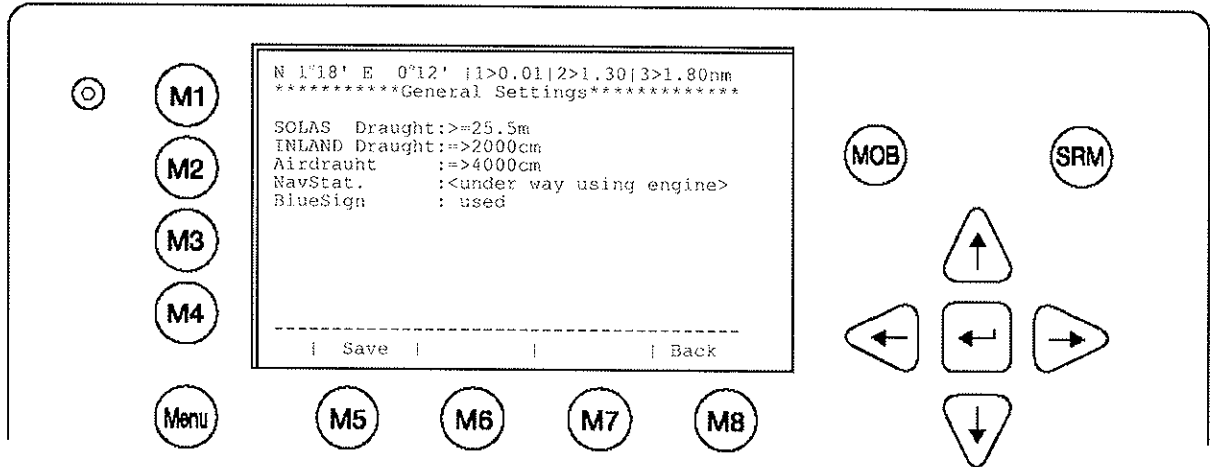 N 1°18' E 0°12' |1>0.01|2>1.30|3>1.80nm
***********General Settings*************
SOLAS Draught:>=25.5m
INLAND Draught:=>2000cm
Airdrauht :=>4000cm
NavStat. :<under way using engine>
BlueSign : used
| Save | | | Back
M1
M2
M3
M4
Menu
M5
M6
M7
M8
MOB
SRM